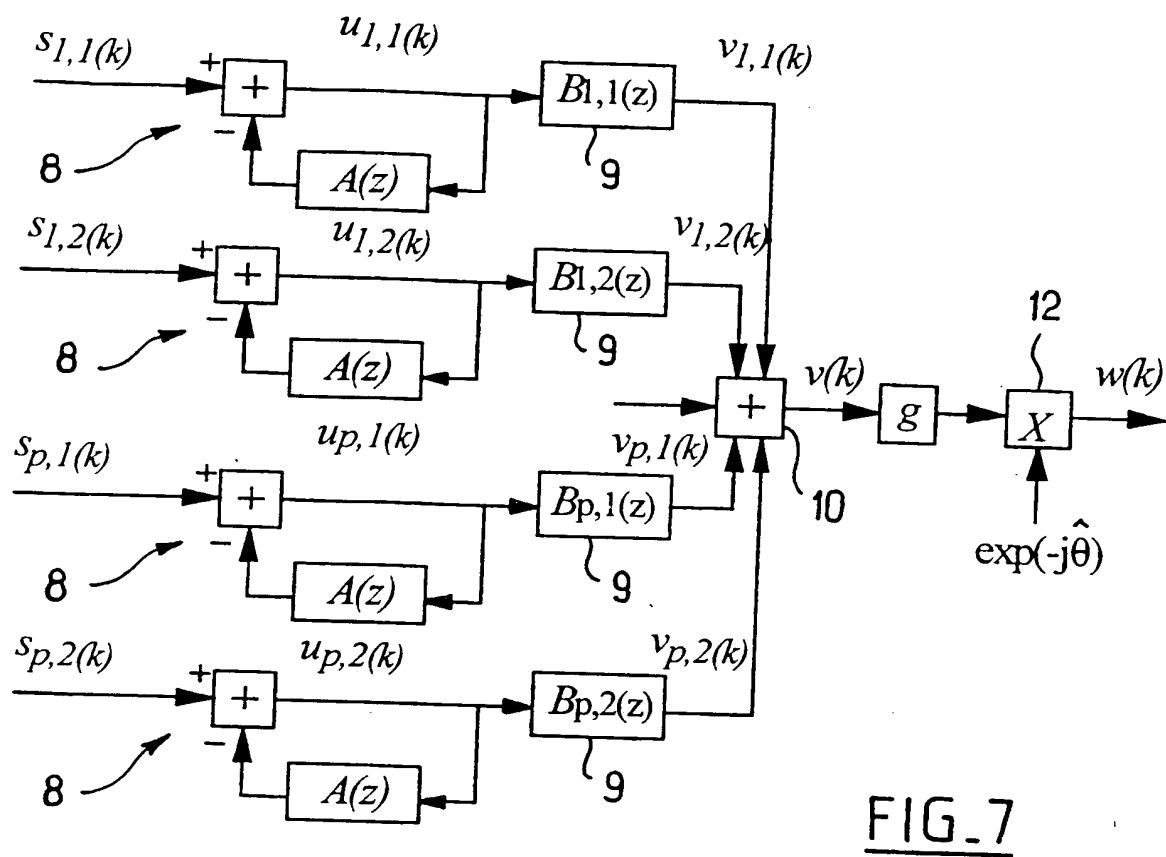 s1,1(k)
u1,1(k)
v1,1(k)
+
+
−
B1,1(z)
8
A(z)
9
s1,2(k)
u1,2(k)
v1,2(k)
+
+
−
B1,2(z)
8
A(z)
9
12
+
v(k)
g
X
w(k)
10
exp(-jθ̂)
sp,1(k)
up,1(k)
vp,1(k)
+
+
−
Bp,1(z)
8
A(z)
9
sp,2(k)
up,2(k)
vp,2(k)
+
+
−
Bp,2(z)
8
A(z)
9
FIG_7